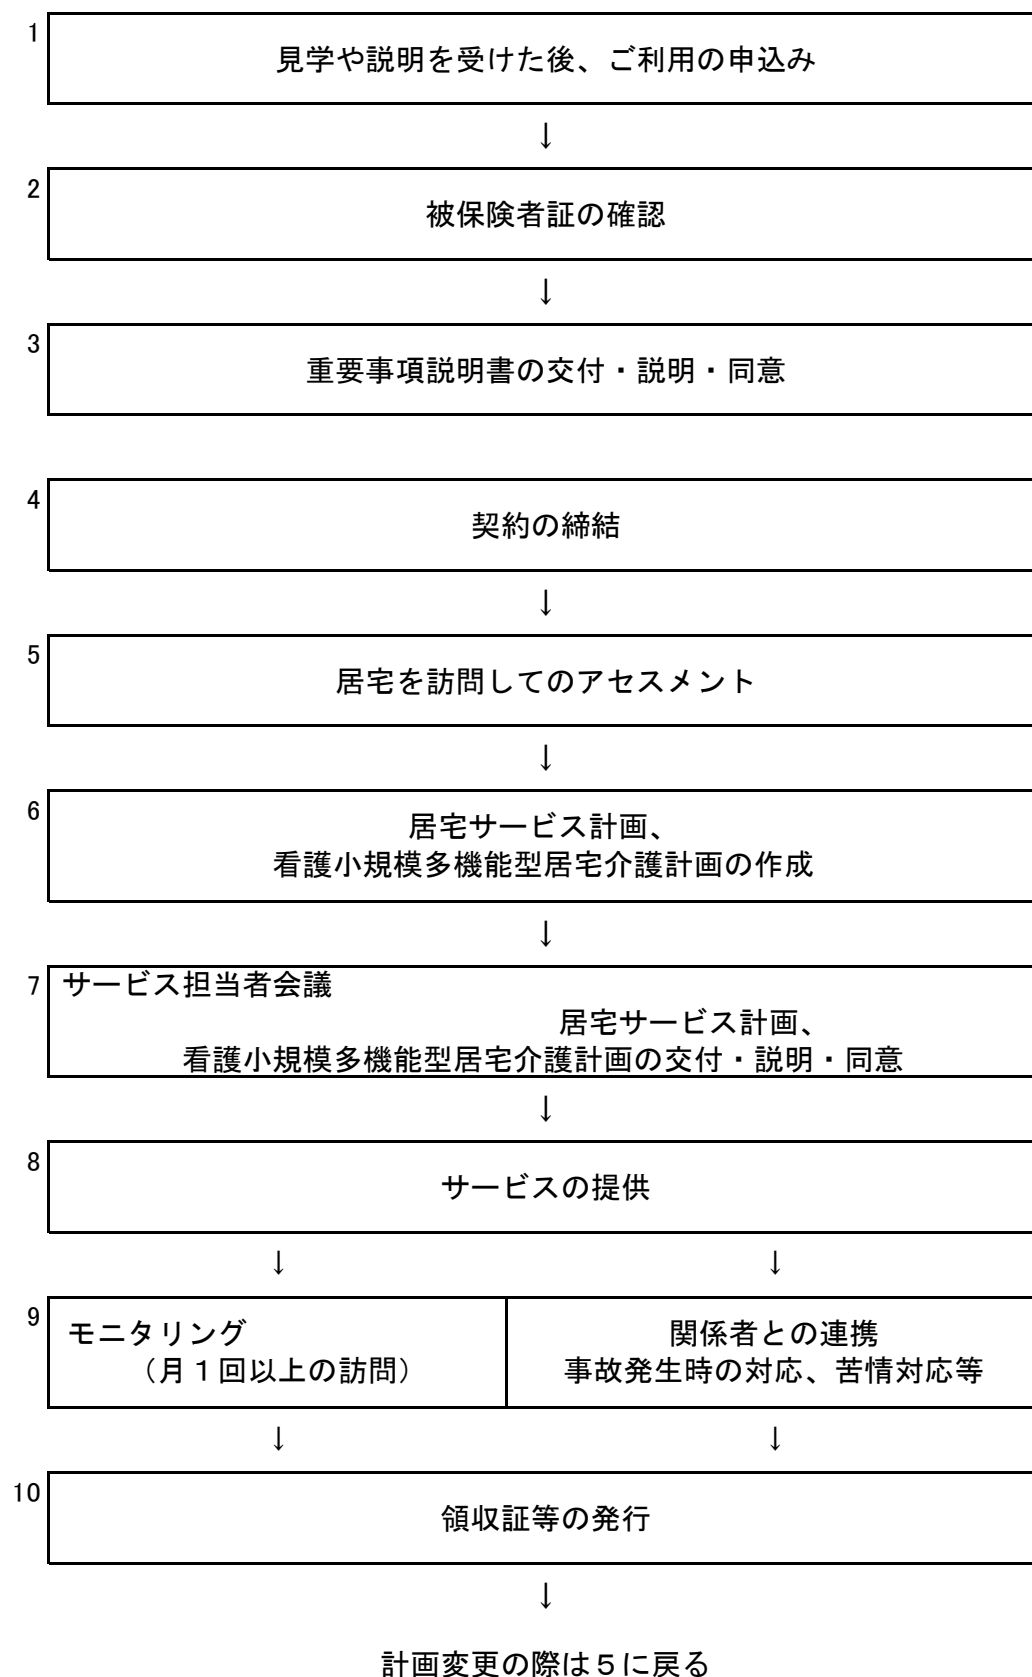 1
見学や説明を受けた後、ご利用の申込み
↓
2
被保険者証の確認
↓
3
重要事項説明書の交付・説明・同意
4
契約の締結
↓
5
居宅を訪問してのアセスメント
↓
6
居宅サービス計画、
看護小規模多機能型居宅介護計画の作成
↓
7
サービス担当者会議
居宅サービス計画、
看護小規模多機能型居宅介護計画の交付・説明・同意
↓
8
サービスの提供
↓ ↓
9
モニタリング
（月１回以上の訪問）
関係者との連携
事故発生時の対応、苦情対応等
↓ ↓
10
領収証等の発行
↓
計画変更の際は５に戻る